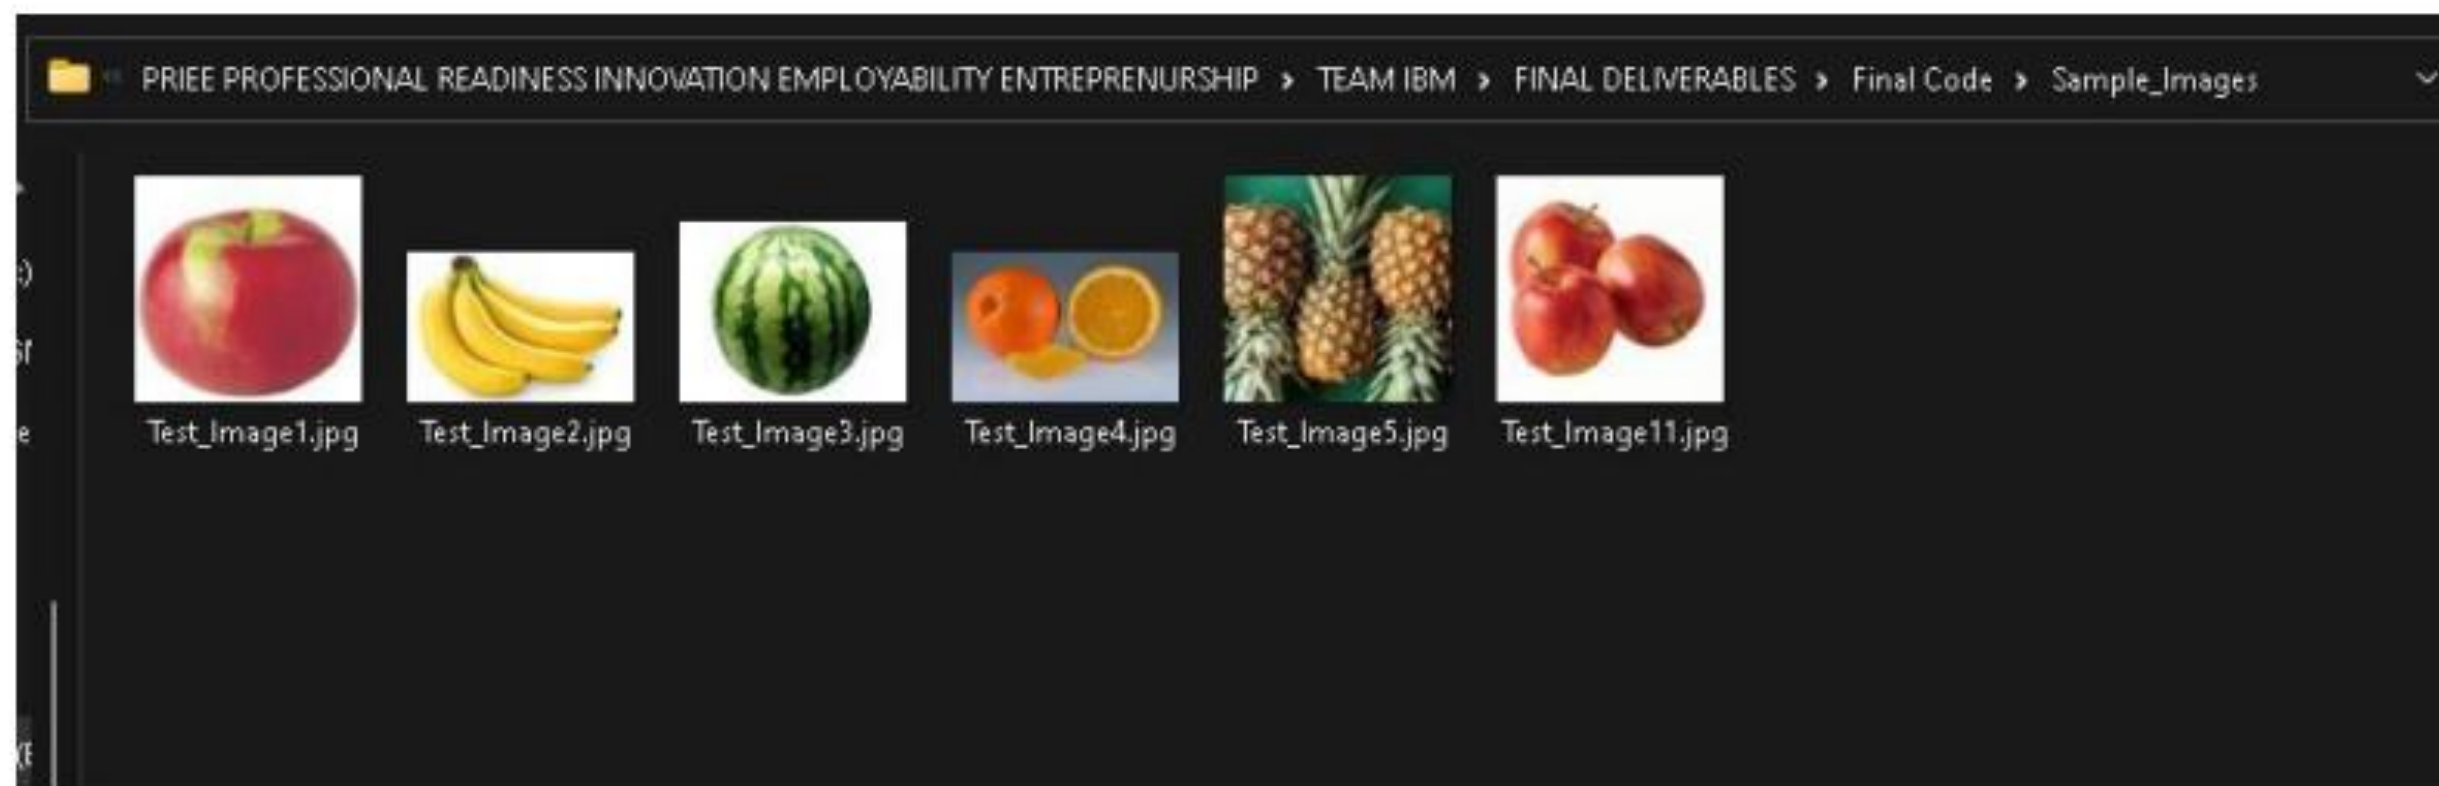 PRIEE PROFESSIONAL READINESS INNOVATION EMPLOYABILITY ENTREPRENURSHIP › TEAM IBM › FINAL DELIVERABLES › Final Code › Sample_Images
Test_Image1.jpg Test_Image2.jpg Test_Image3.jpg Test_Image4.jpg Test_Image5.jpg Test_Image11.jpg